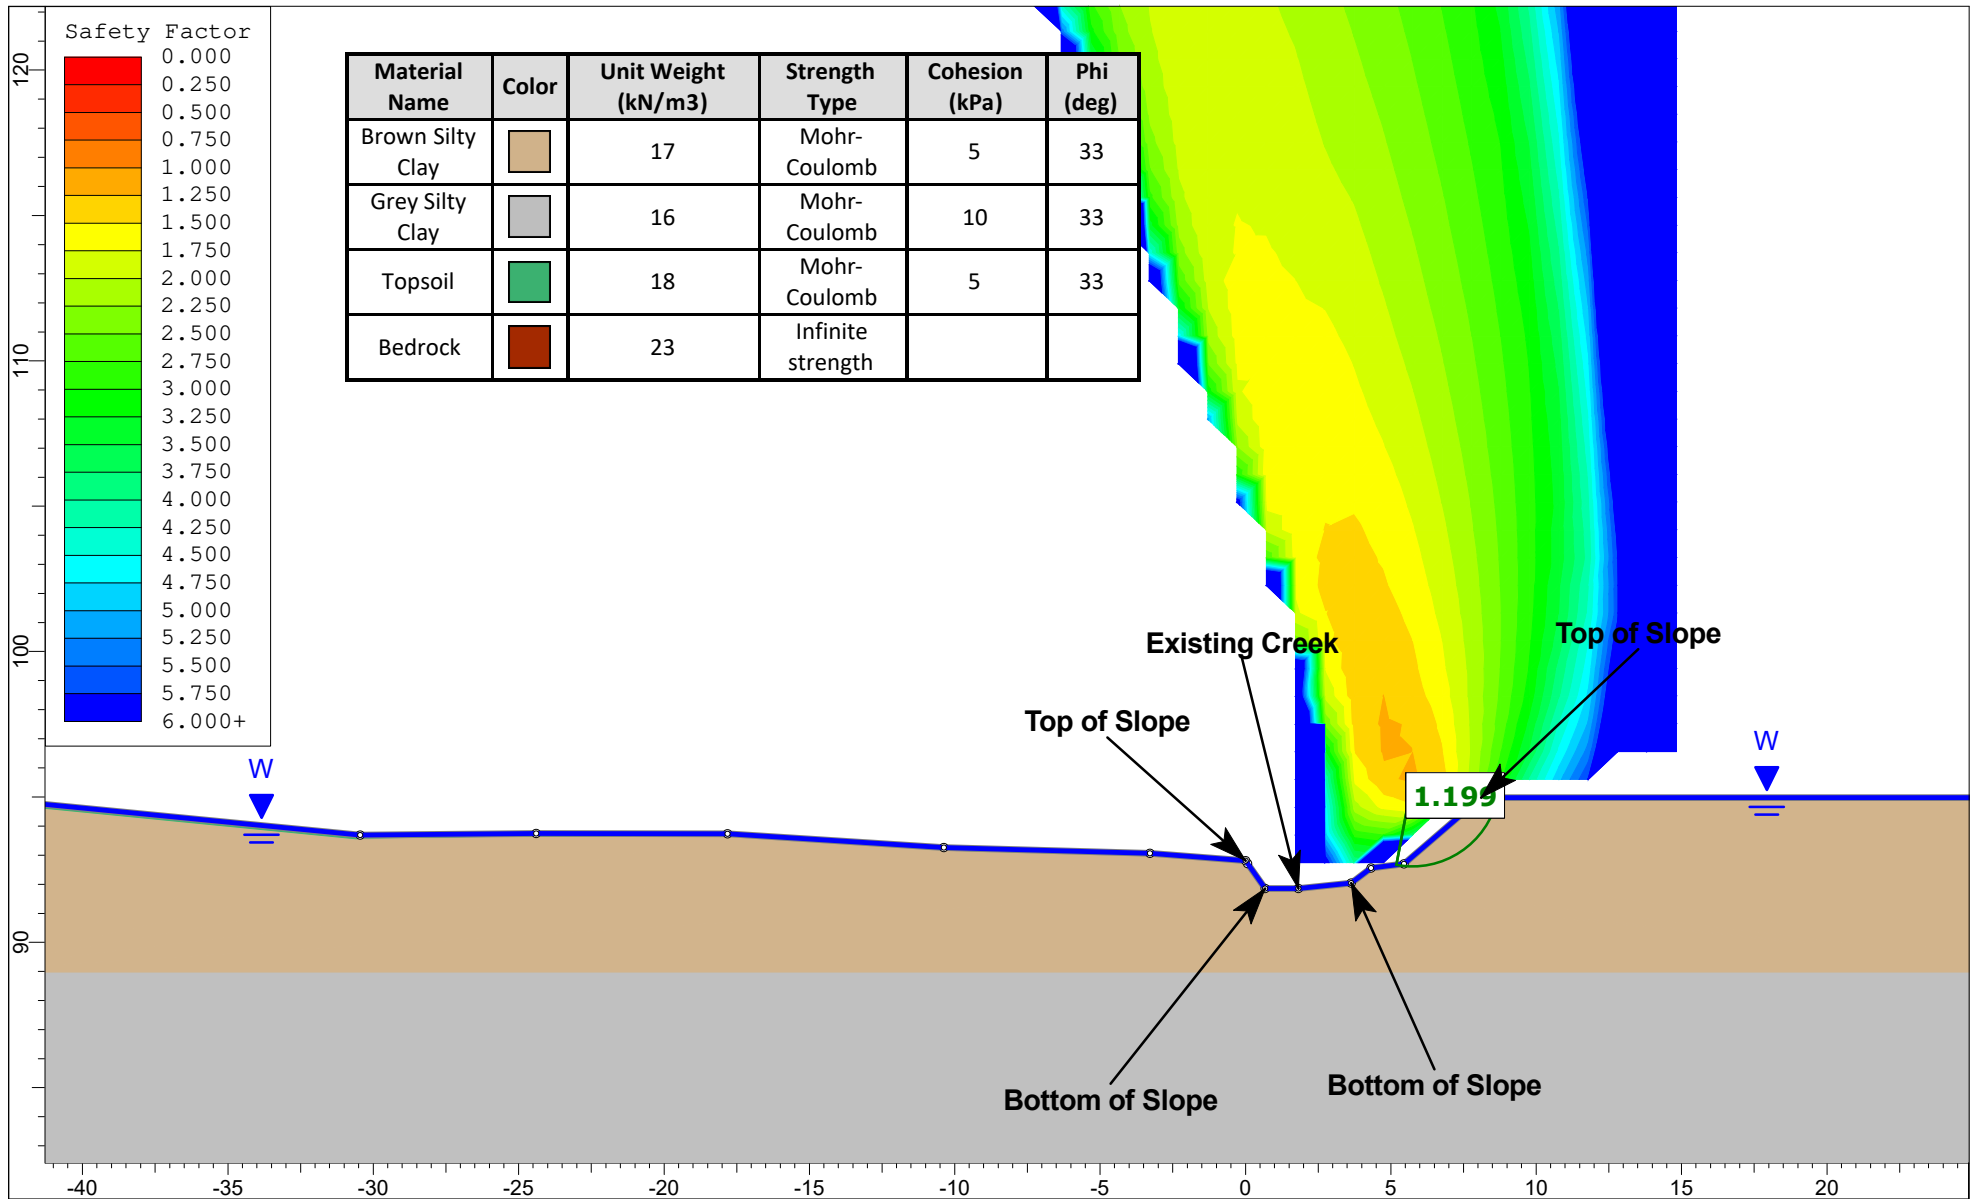 Safety Factor
0.000
0.250
0.500
0.750
1.000
1.250
1.500
1.750
2.000
2.250
2.500
2.750
3.000
3.250
3.500
3.750
4.000
4.250
4.500
4.750
5.000
5.250
5.500
5.750
6.000+
Material Name Color Unit Weight (kN/m3) Strength Type Cohesion (kPa) Phi (deg)
Brown Silty Clay 17 Mohr-Coulomb 5 33
Grey Silty Clay 16 Mohr-Coulomb 10 33
Topsoil 18 Mohr-Coulomb 5 33
Bedrock 23 Infinite strength
120
110
100
90
Existing Creek
Top of Slope
Top of Slope
W
W
1.199
Bottom of Slope
Bottom of Slope
-40 -35 -30 -25 -20 -15 -10 -5 0 5 10 15 20